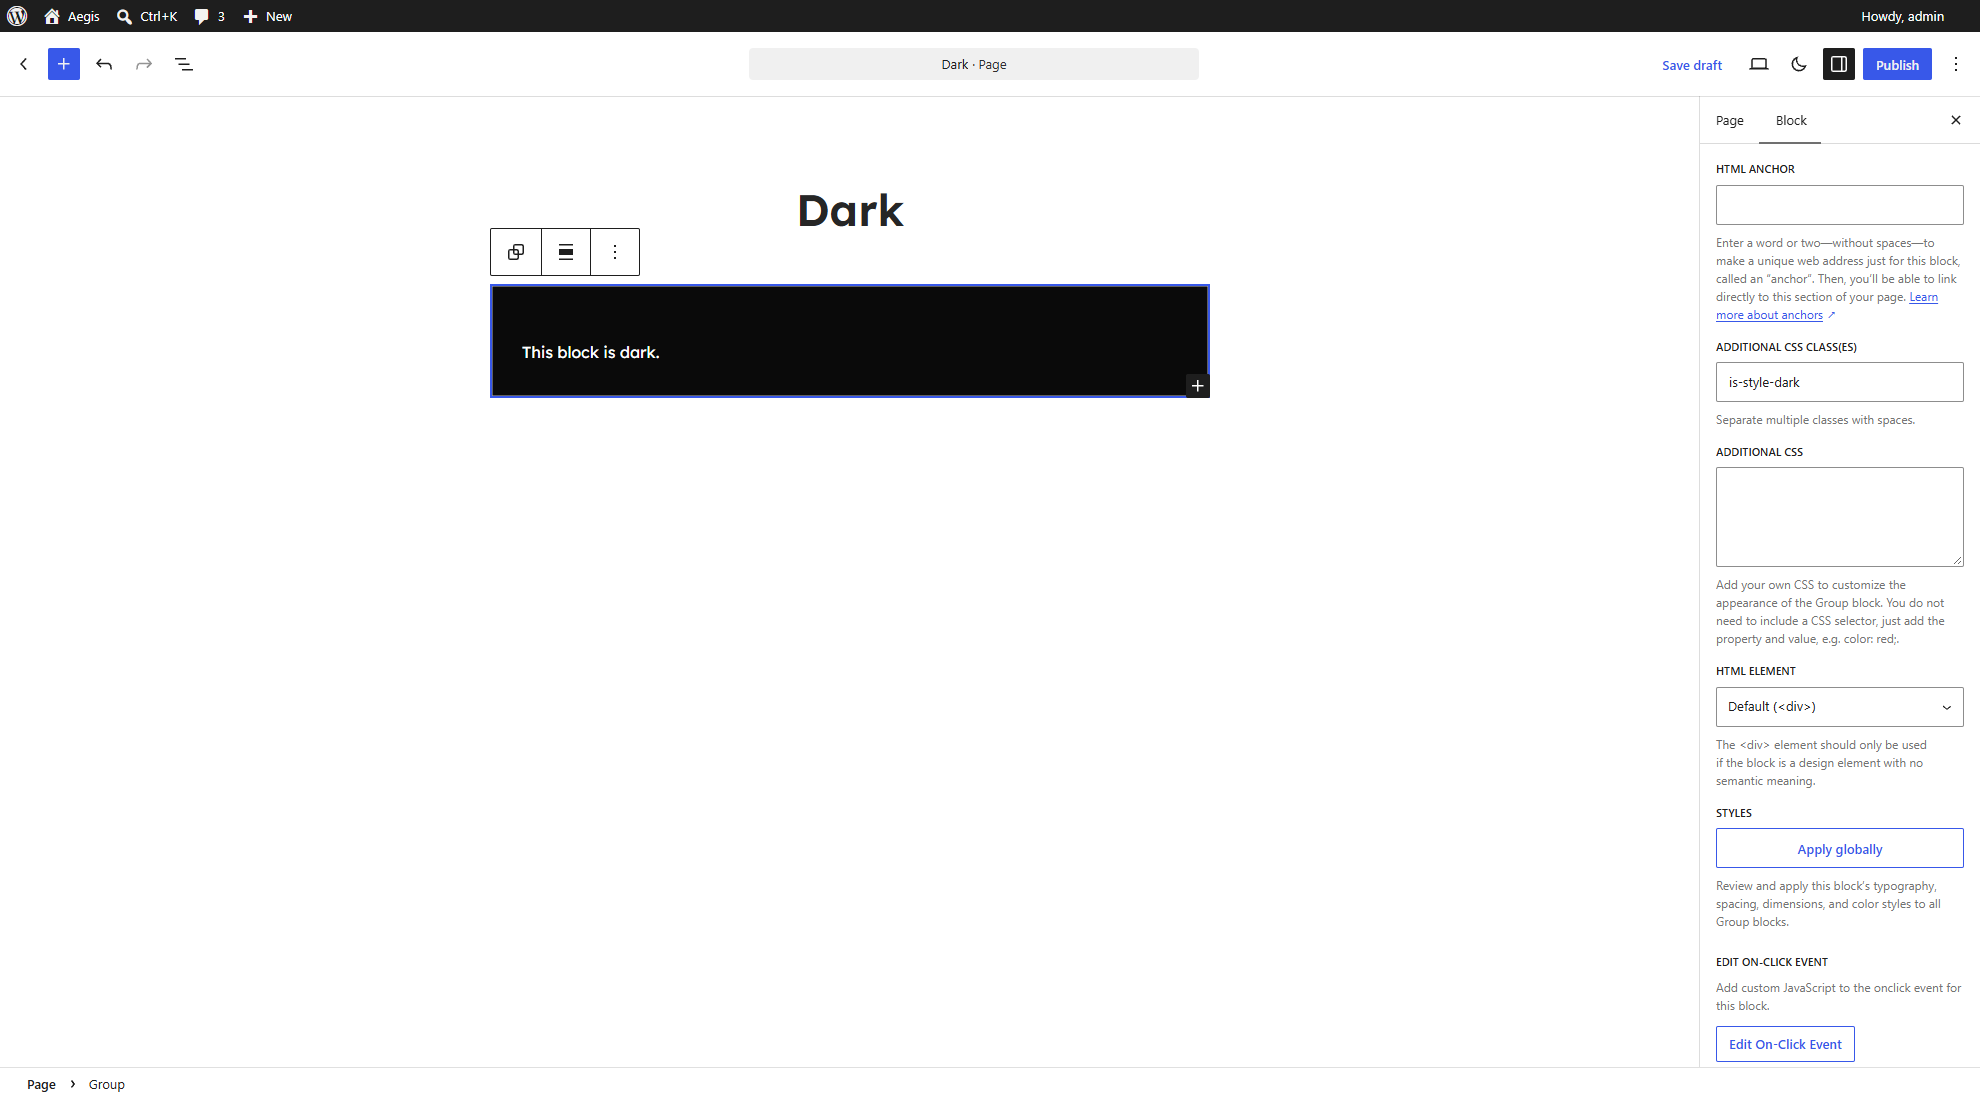 Aegis
Ctrl+K
3
New
Howdy, admin
Dark · Page
Save draft
Publish
Page
Block
Dark
This block is dark.
HTML ANCHOR
Enter a word or two—without spaces—to
make a unique web address just for this block,
called an “anchor”. Then, you’ll be able to link
directly to this section of your page. Learn
more about anchors ↗
ADDITIONAL CSS CLASS(ES)
is-style-dark
Separate multiple classes with spaces.
ADDITIONAL CSS
Add your own CSS to customize the
appearance of the Group block. You do not
need to include a CSS selector, just add the
property and value, e.g. color: red;.
HTML ELEMENT
Default (<div>)
The <div> element should only be used
if the block is a design element with no
semantic meaning.
STYLES
Apply globally
Review and apply this block’s typography,
spacing, dimensions, and color styles to all
Group blocks.
EDIT ON-CLICK EVENT
Add custom JavaScript to the onclick event for
this block.
Edit On-Click Event
Page › Group